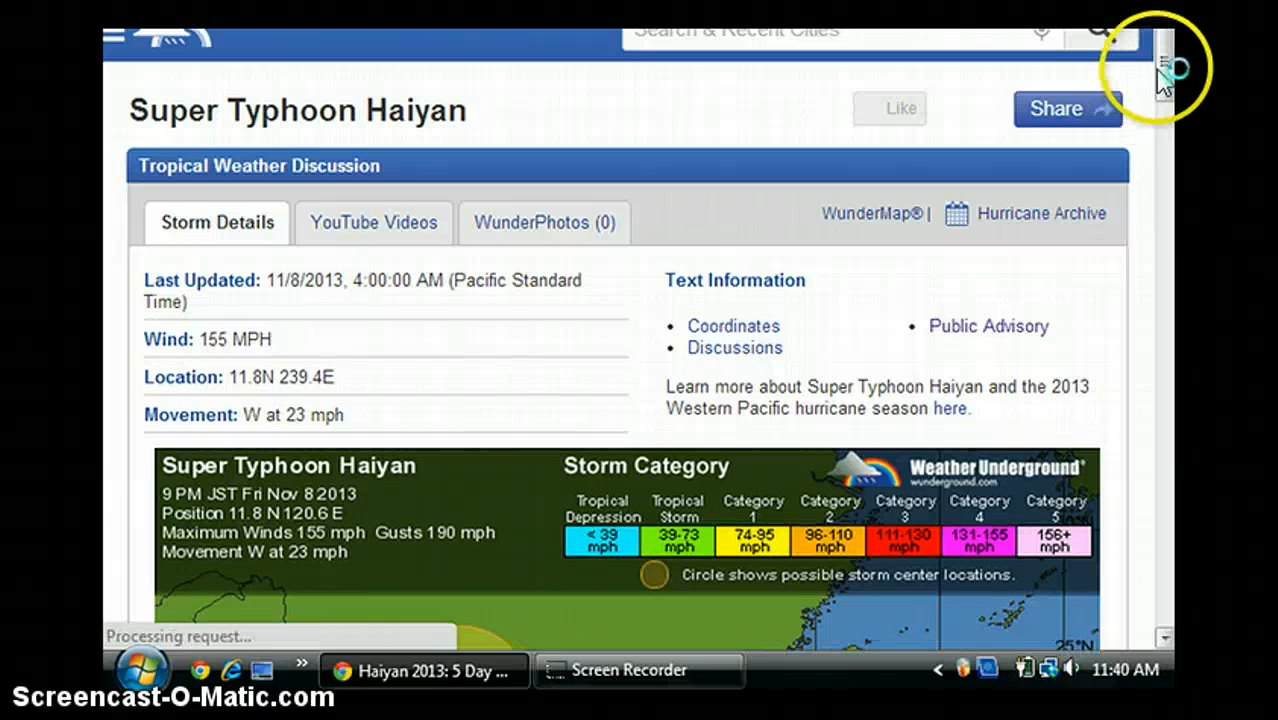 Search & Recent Cities
Super Typhoon Haiyan
Like
Share
Tropical Weather Discussion
Storm Details
YouTube Videos
WunderPhotos (0)
WunderMap® |
Hurricane Archive
Last Updated: 11/8/2013, 4:00:00 AM (Pacific Standard
Time)
Wind: 155 MPH
Location: 11.8N 239.4E
Movement: W at 23 mph
Text Information
• Coordinates
• Public Advisory
• Discussions
Learn more about Super Typhoon Haiyan and the 2013
Western Pacific hurricane season here.
Super Typhoon Haiyan
9 PM JST Fri Nov 8 2013
Position 11.8 N 120.6 E
Maximum Winds 155 mph Gusts 190 mph
Movement W at 23 mph
Storm Category
Weather Underground®
wunderground.com
Tropical Depression
Tropical Storm
Category 1
Category 2
Category 3
Category 4
Category 5
< 39 mph
39-73 mph
74-95 mph
96-110 mph
111-130 mph
131-155 mph
156+ mph
Circle shows possible storm center locations.
25°N
Processing request...
»
Haiyan 2013: 5 Day ...
Screen Recorder
<
11:40 AM
Screencast-O-Matic.com